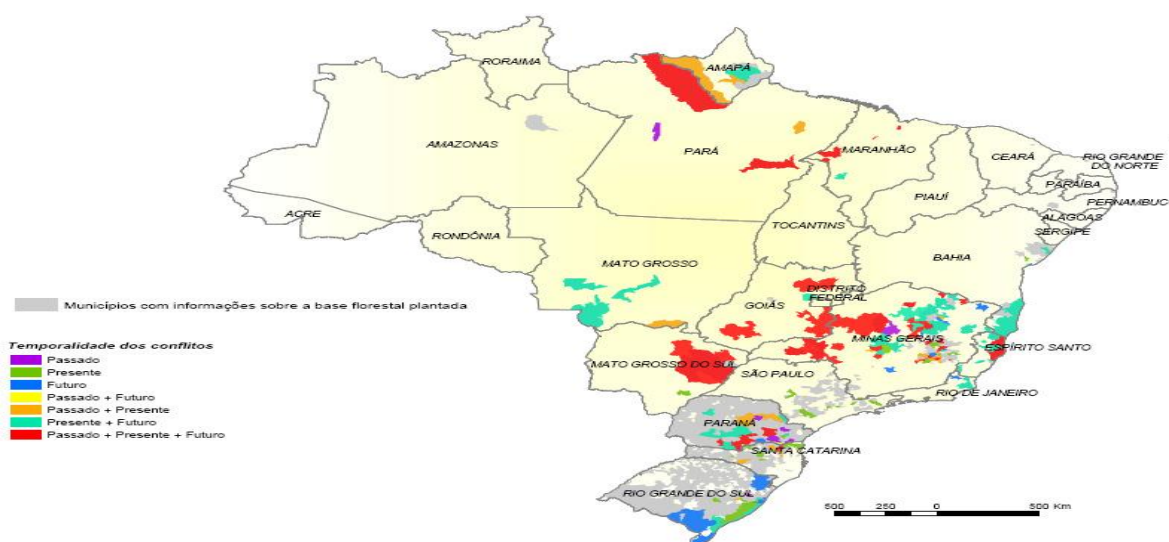 RORAIMA
AMAPÁ
AMAZONAS
PARÁ
MARANHÃO
CEARÁ
RIO GRANDE
DO NORTE
PARAÍBA
PERNAMBUC
PIAUÍ
ACRE
ALAGOAS
SERGIPE
TOCANTINS
RONDÔNIA
BAHIA
MATO GROSSO
DISTRITO
FEDERAL
GOIÁS
Municípios com informações sobre a base florestal plantada
MINAS GERAIS
ESPÍRITO SANTO
Temporalidade dos conflitos
Passado
Presente
Futuro
Passado + Futuro
Passado + Presente
Presente + Futuro
Passado + Presente + Futuro
MATO GROSSO DO SUL
SÃO PAULO
RIO DE JANEIRO
PARANÁ
SANTA CATARINA
RIO GRANDE DO SUL
500 250 0 500 Km